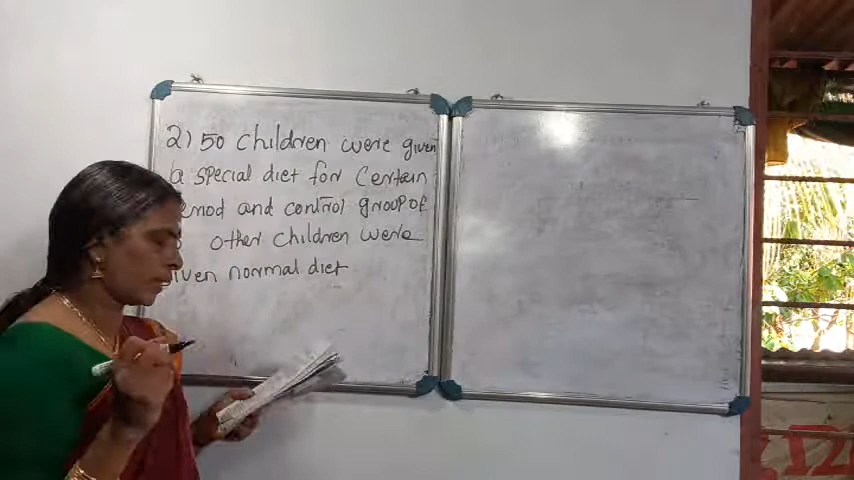 2) 50 children were given
a special diet for certain
and control group of
other children were
given normal diet